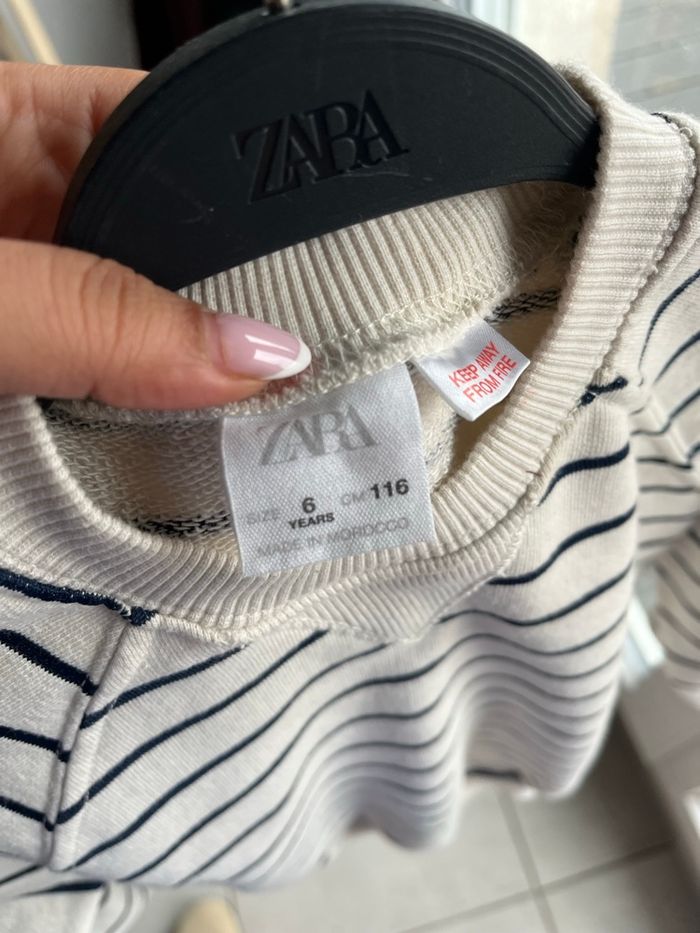 ZARA
KEEP AWAY
FROM FIRE
ZARA
SIZE 6 CM 116
YEARS
MADE IN MOROCCO